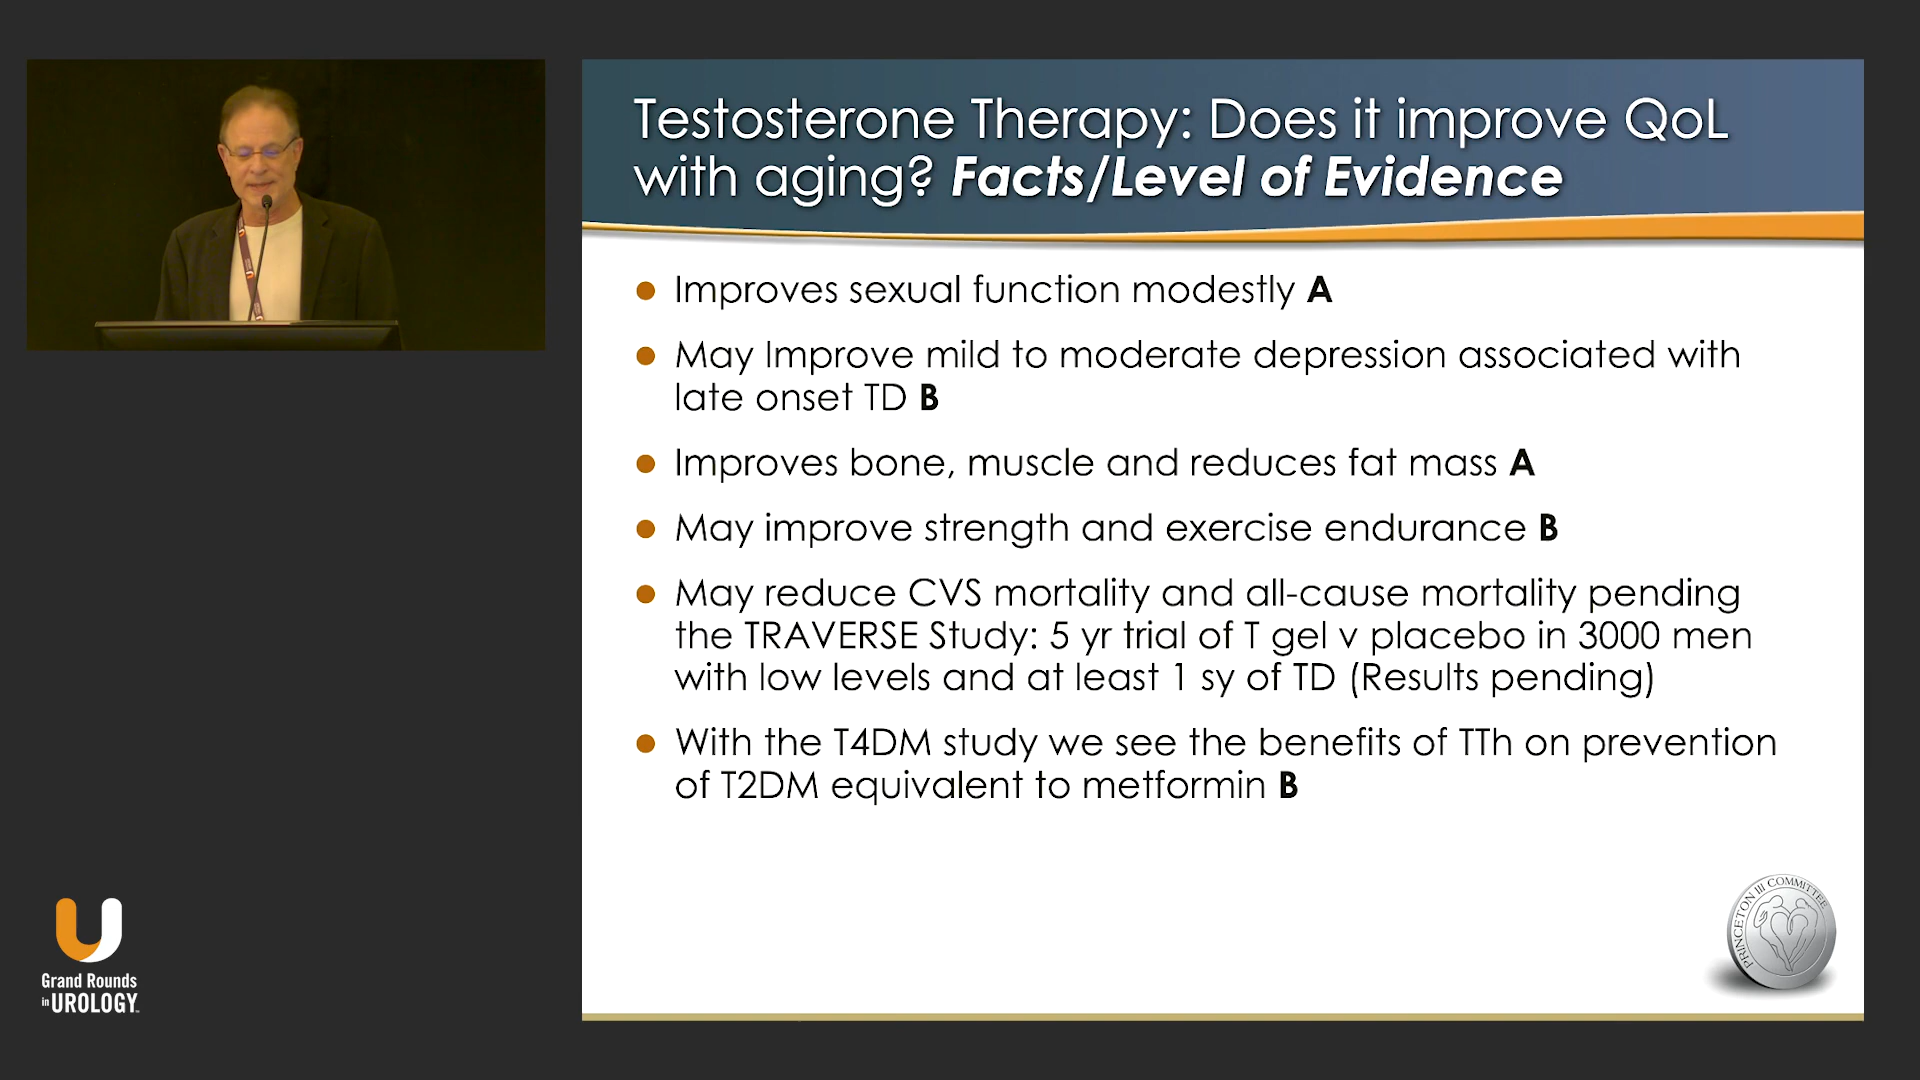 Testosterone Therapy: Does it improve QoL
with aging? Facts/Level of Evidence
Improves sexual function modestly A
May Improve mild to moderate depression associated with
late onset TD B
Improves bone, muscle and reduces fat mass A
May improve strength and exercise endurance B
May reduce CVS mortality and all-cause mortality pending
the TRAVERSE Study: 5 yr trial of T gel v placebo in 3000 men
with low levels and at least 1 sy of TD (Results pending)
With the T4DM study we see the benefits of TTh on prevention
of T2DM equivalent to metformin B
PRINCETON III COMMITTEE
U
Grand Rounds
in UROLOGY